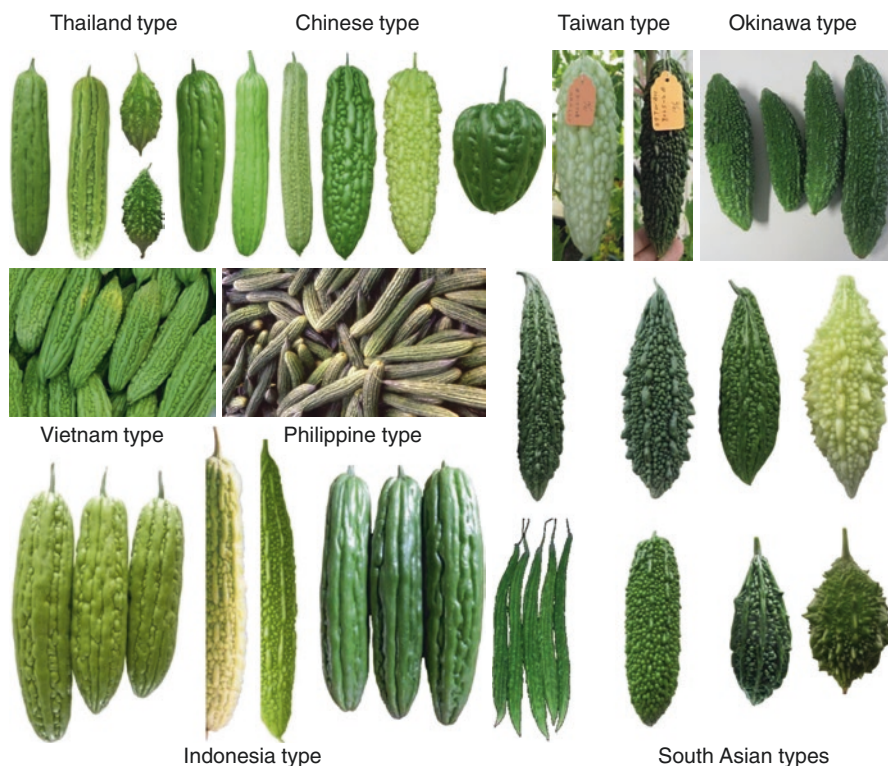 Thailand type
Chinese type
Taiwan type
Okinawa type
Vietnam type
Philippine type
Indonesia type
South Asian types